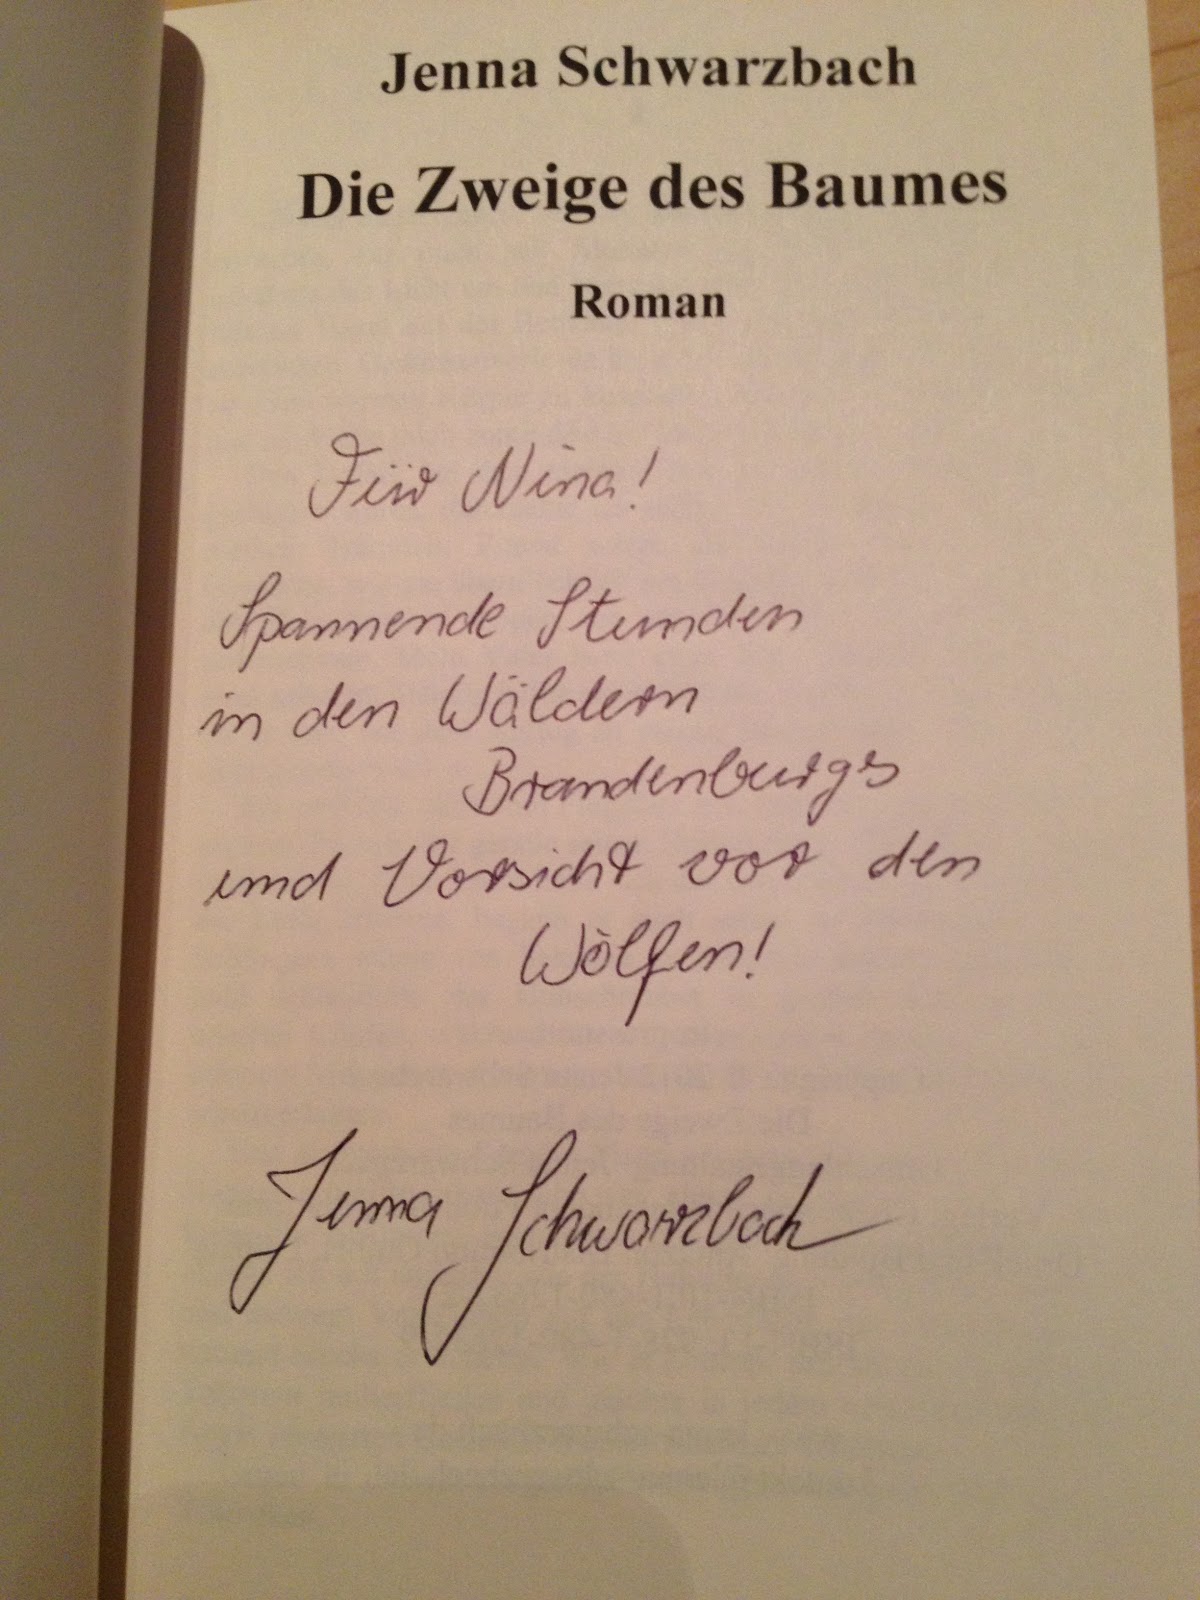 Jenna Schwarzbach
Die Zweige des Baumes
Roman
Für Nina!
Spannende Stunden
in den Wäldern
Brandenburgs
und Vorsicht vor den
Wölfen!
Jenna Schwarzbach